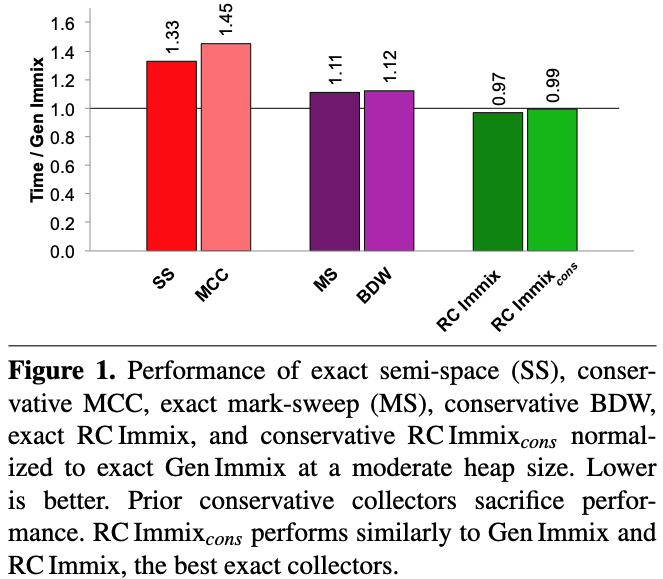 Time / Gen Immix
1.6
1.4
1.2
1.0
0.8
0.6
0.4
0.2
0.0
1.33
1.45
1.11
1.12
0.97
0.99
SS
MCC
MS
BDW
RC Immix
RC Immix cons
Figure 1. Performance of exact semi-space (SS), conser-
vative MCC, exact mark-sweep (MS), conservative BDW,
exact RC Immix, and conservative RC Immixcons normal-
ized to exact Gen Immix at a moderate heap size. Lower
is better. Prior conservative collectors sacrifice perfor-
mance. RC Immixcons performs similarly to Gen Immix and
RC Immix, the best exact collectors.